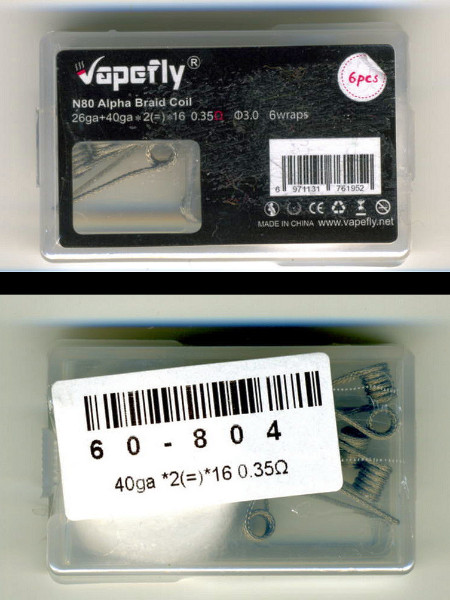 Vapefly®
6pcs
N80 Alpha Braid Coil
26ga+40ga*2(=)*16 0.35Ω Φ3.0 6wraps
6 971131 761952
CE
MADE IN CHINA www.vapefly.net
60-804
40ga *2(=)*16 0.35Ω